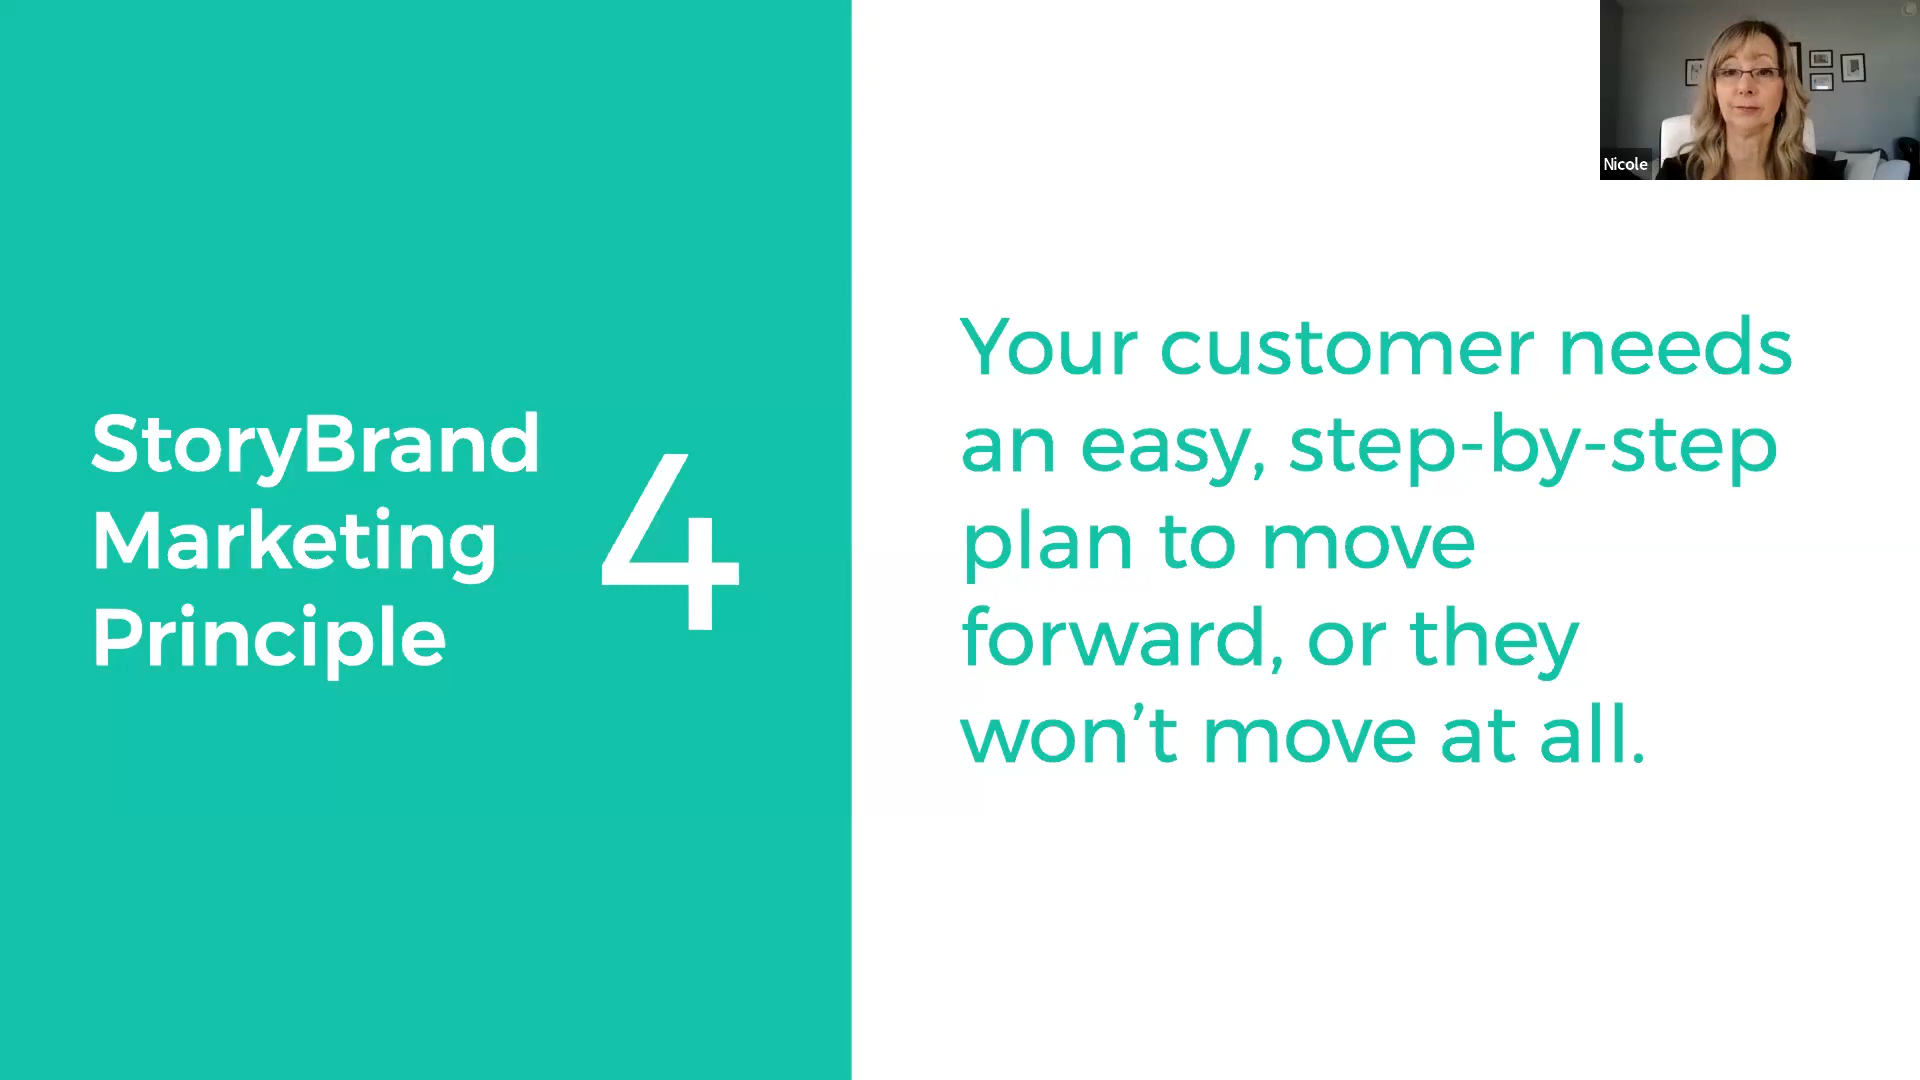 StoryBrand
Marketing
Principle
4
Your customer needs
an easy, step-by-step
plan to move
forward, or they
won’t move at all.
Nicole